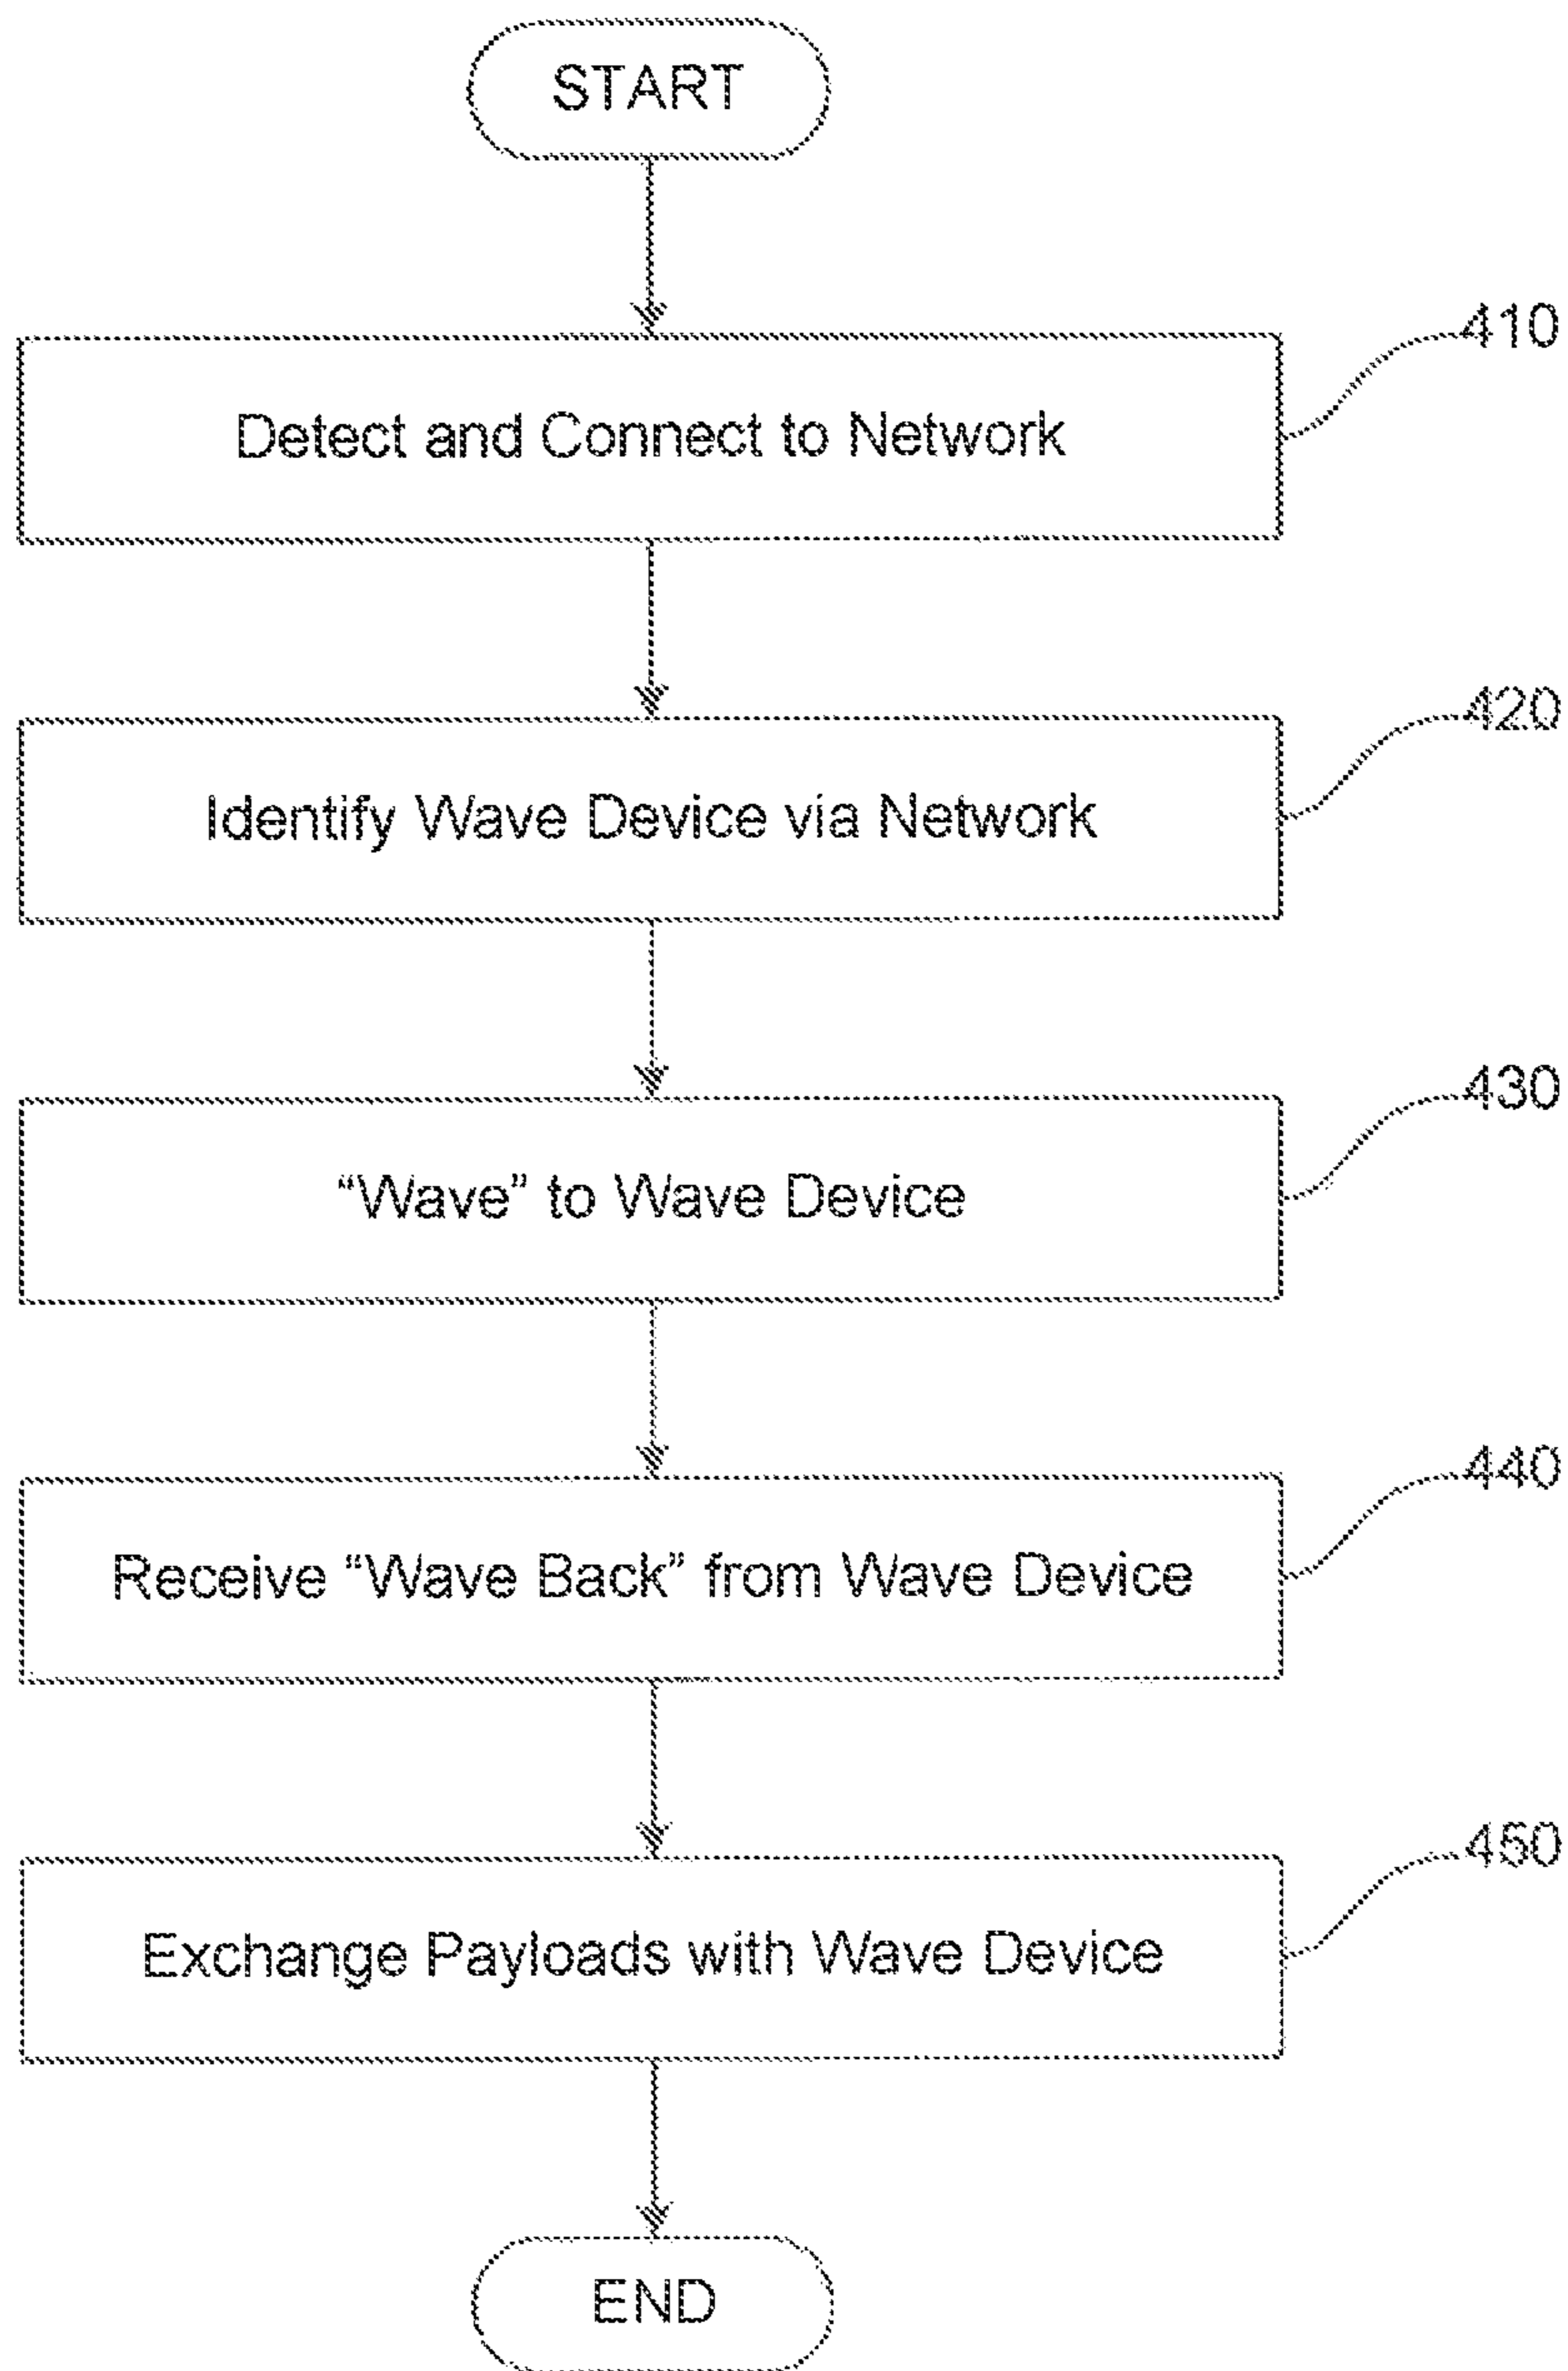 START
410
Detect and Connect to Network
420
Identify Wave Device via Network
430
“Wave” to Wave Device
440
Receive “Wave Back” from Wave Device
450
Exchange Payloads with Wave Device
END